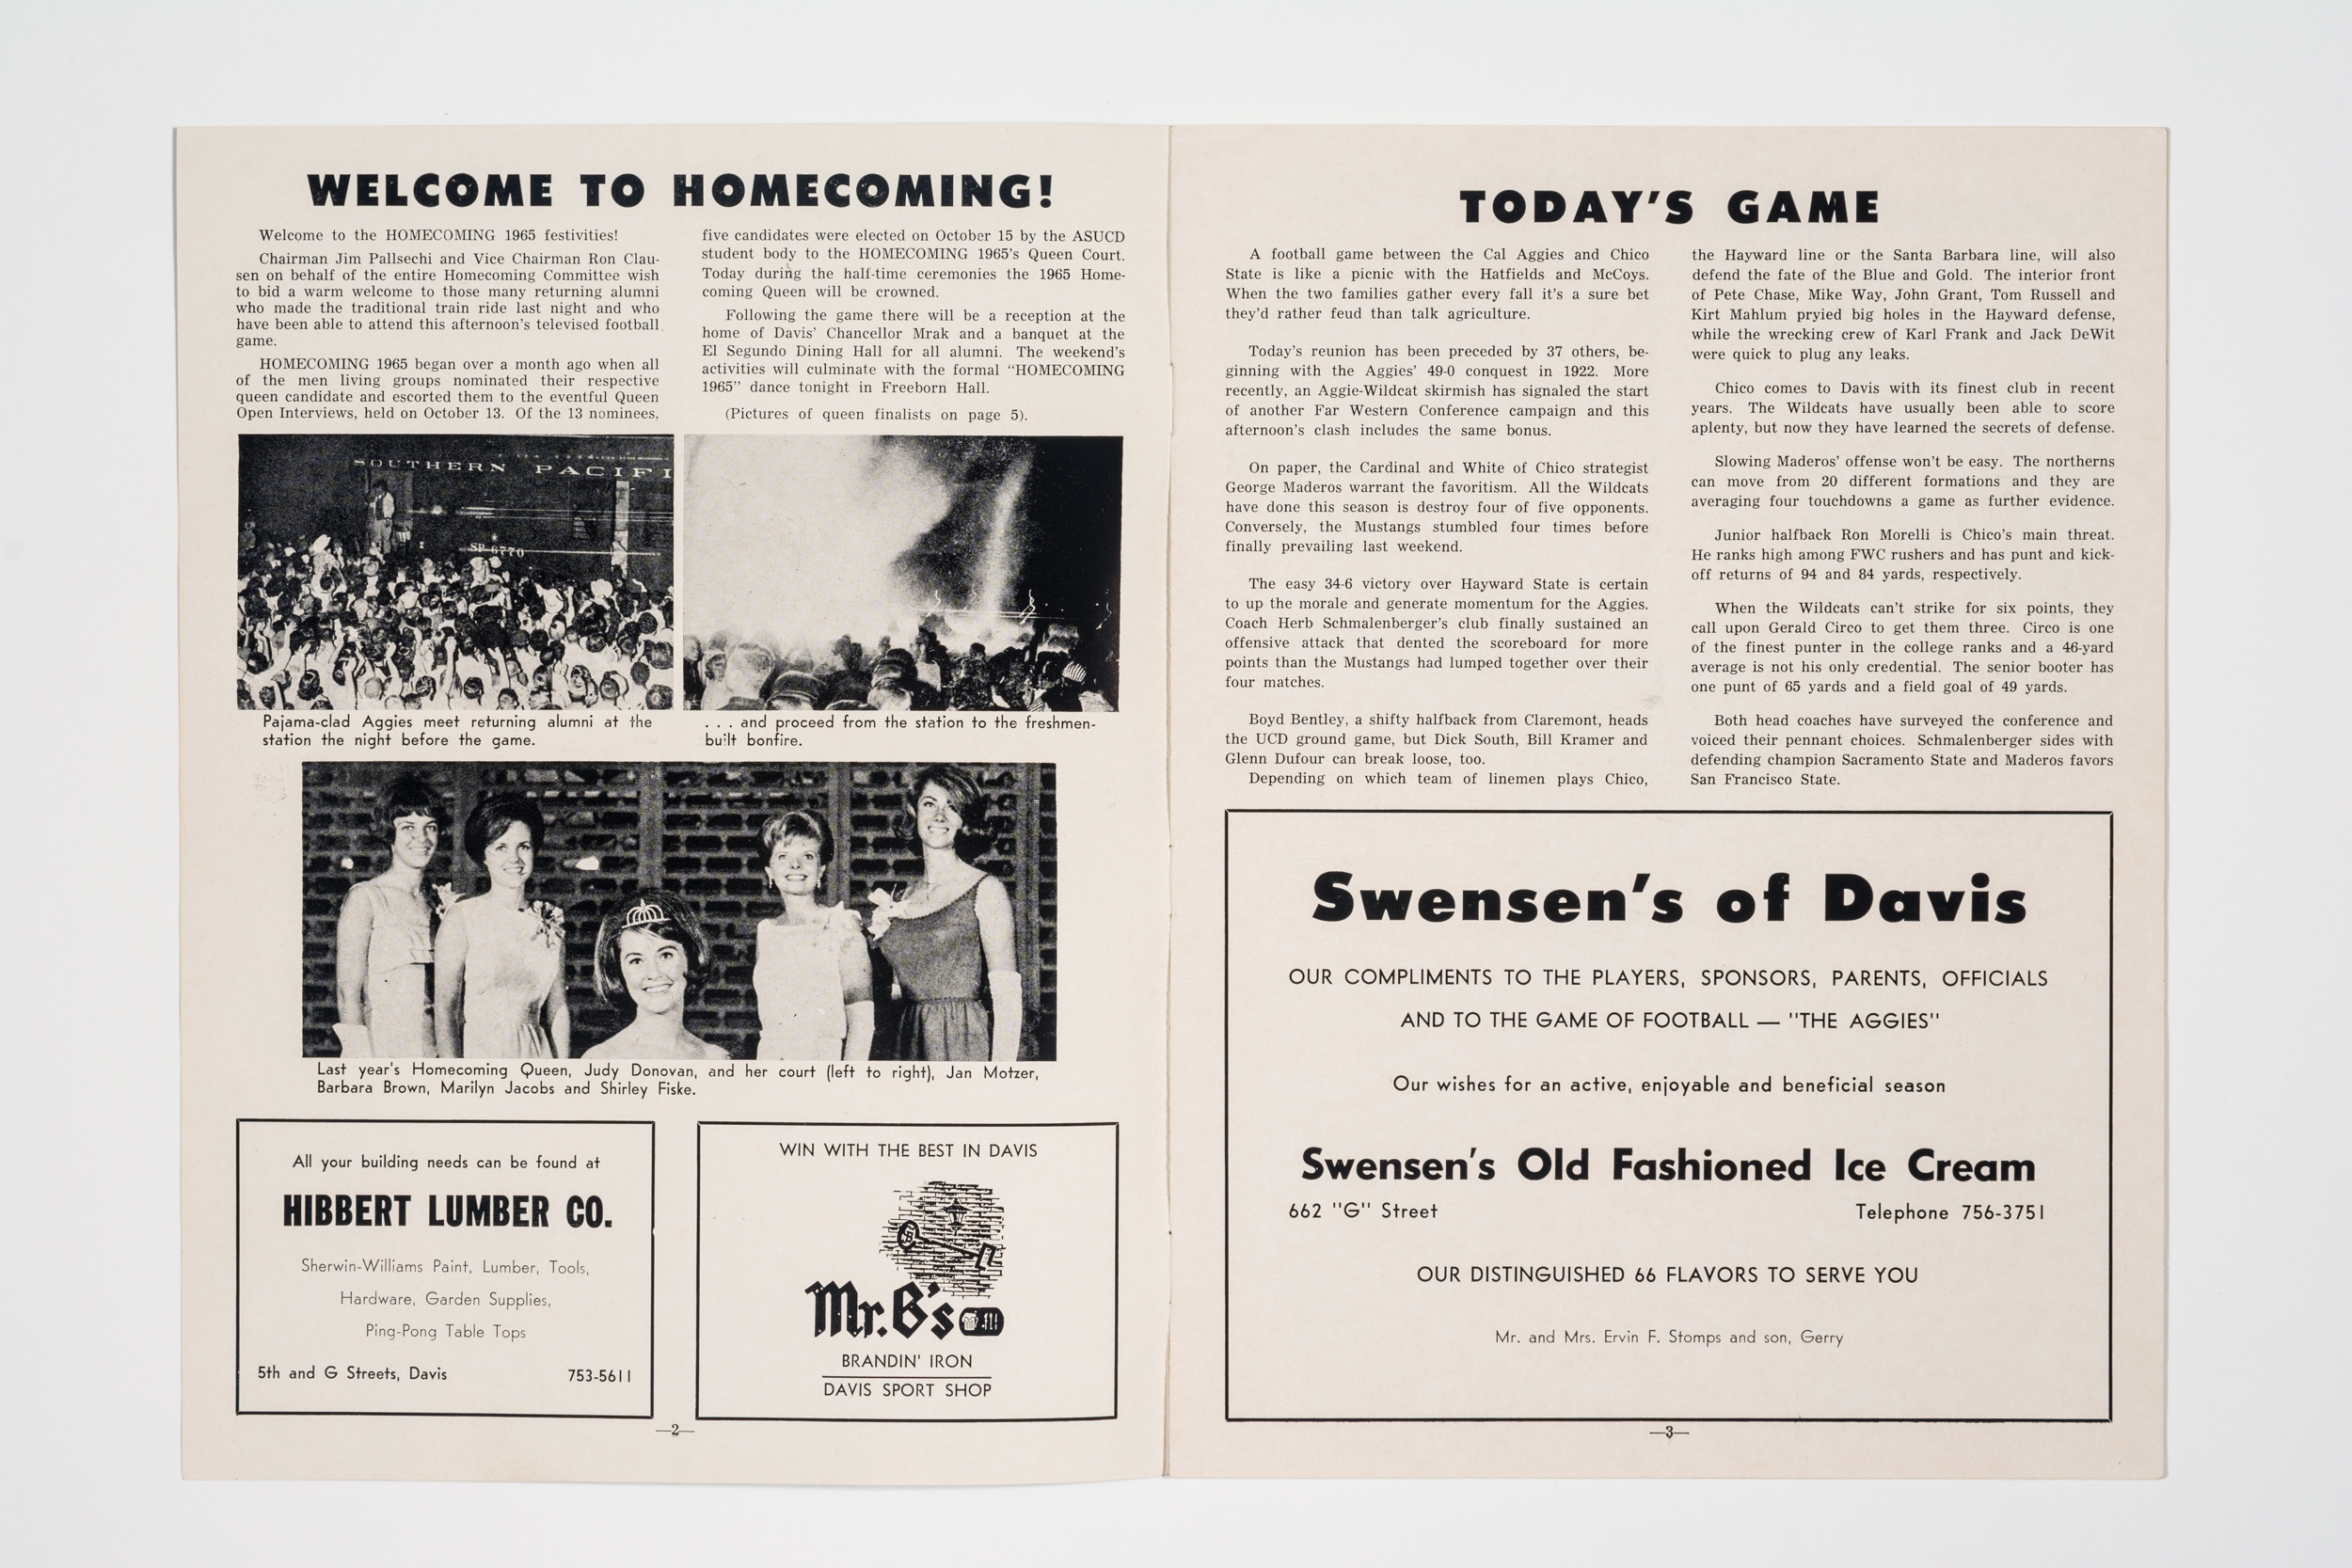 WELCOME TO HOMECOMING!
Welcome to the HOMECOMING 1965 festivities!
Chairman Jim Pallsechi and Vice Chairman Ron Clau-
sen on behalf of the entire Homecoming Committee wish
to bid a warm welcome to those many returning alumni
who made the traditional train ride last night and who
have been able to attend this afternoon's televised football
game.
HOMECOMING 1965 began over a month ago when all
of the men living groups nominated their respective
queen candidate and escorted them to the eventful Queen
Open Interviews, held on October 13. Of the 13 nominees,
five candidates were elected on October 15 by the ASUCD
student body to the HOMECOMING 1965's Queen Court.
Today during the half-time ceremonies the 1965 Home-
coming Queen will be crowned.
Following the game there will be a reception at the
home of Davis' Chancellor Mrak and a banquet at the
El Segundo Dining Hall for all alumni. The weekend's
activities will culminate with the formal "HOMECOMING
1965" dance tonight in Freeborn Hall.
(Pictures of queen finalists on page 5).
SOUTHERN PACIFI
SP 6770
Pajama-clad Aggies meet returning alumni at the
station the night before the game.
. . . and proceed from the station to the freshmen-
built bonfire.
Last year's Homecoming Queen, Judy Donovan, and her court (left to right), Jan Motzer,
Barbara Brown, Marilyn Jacobs and Shirley Fiske.
All your building needs can be found at
HIBBERT LUMBER CO.
Sherwin-Williams Paint, Lumber, Tools,
Hardware, Garden Supplies,
Ping-Pong Table Tops
5th and G Streets, Davis 753-5611
WIN WITH THE BEST IN DAVIS
Mr. B's
BRANDIN' IRON
DAVIS SPORT SHOP
—2—
TODAY'S GAME
A football game between the Cal Aggies and Chico
State is like a picnic with the Hatfields and McCoys.
When the two families gather every fall it's a sure bet
they'd rather feud than talk agriculture.
Today's reunion has been preceded by 37 others, be-
ginning with the Aggies' 49-0 conquest in 1922. More
recently, an Aggie-Wildcat skirmish has signaled the start
of another Far Western Conference campaign and this
afternoon's clash includes the same bonus.
On paper, the Cardinal and White of Chico strategist
George Maderos warrant the favoritism. All the Wildcats
have done this season is destroy four of five opponents.
Conversely, the Mustangs stumbled four times before
finally prevailing last weekend.
The easy 34-6 victory over Hayward State is certain
to up the morale and generate momentum for the Aggies.
Coach Herb Schmalenberger's club finally sustained an
offensive attack that dented the scoreboard for more
points than the Mustangs had lumped together over their
four matches.
Boyd Bentley, a shifty halfback from Claremont, heads
the UCD ground game, but Dick South, Bill Kramer and
Glenn Dufour can break loose, too.
Depending on which team of linemen plays Chico,
the Hayward line or the Santa Barbara line, will also
defend the fate of the Blue and Gold. The interior front
of Pete Chase, Mike Way, John Grant, Tom Russell and
Kirt Mahlum pryied big holes in the Hayward defense,
while the wrecking crew of Karl Frank and Jack DeWit
were quick to plug any leaks.
Chico comes to Davis with its finest club in recent
years. The Wildcats have usually been able to score
aplenty, but now they have learned the secrets of defense.
Slowing Maderos' offense won't be easy. The northerns
can move from 20 different formations and they are
averaging four touchdowns a game as further evidence.
Junior halfback Ron Morelli is Chico's main threat.
He ranks high among FWC rushers and has punt and kick-
off returns of 94 and 84 yards, respectively.
When the Wildcats can't strike for six points, they
call upon Gerald Circo to get them three. Circo is one
of the finest punter in the college ranks and a 46-yard
average is not his only credential. The senior booter has
one punt of 65 yards and a field goal of 49 yards.
Both head coaches have surveyed the conference and
voiced their pennant choices. Schmalenberger sides with
defending champion Sacramento State and Maderos favors
San Francisco State.
Swensen's of Davis
OUR COMPLIMENTS TO THE PLAYERS, SPONSORS, PARENTS, OFFICIALS
AND TO THE GAME OF FOOTBALL — "THE AGGIES"
Our wishes for an active, enjoyable and beneficial season
Swensen's Old Fashioned Ice Cream
662 "G" Street Telephone 756-3751
OUR DISTINGUISHED 66 FLAVORS TO SERVE YOU
Mr. and Mrs. Ervin F. Stomps and son, Gerry
—3—